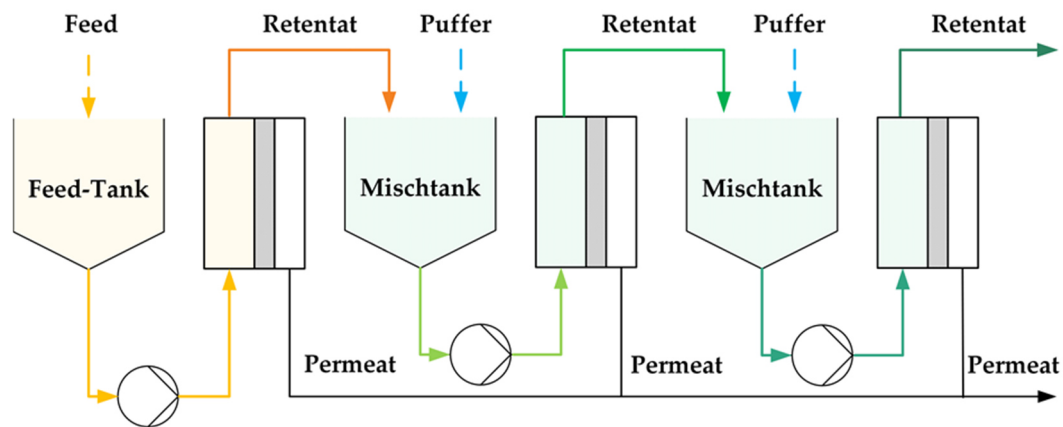 Feed
Retentat
Puffer
Retentat
Puffer
Retentat
Feed-Tank
Mischtank
Mischtank
Permeat
Permeat
Permeat